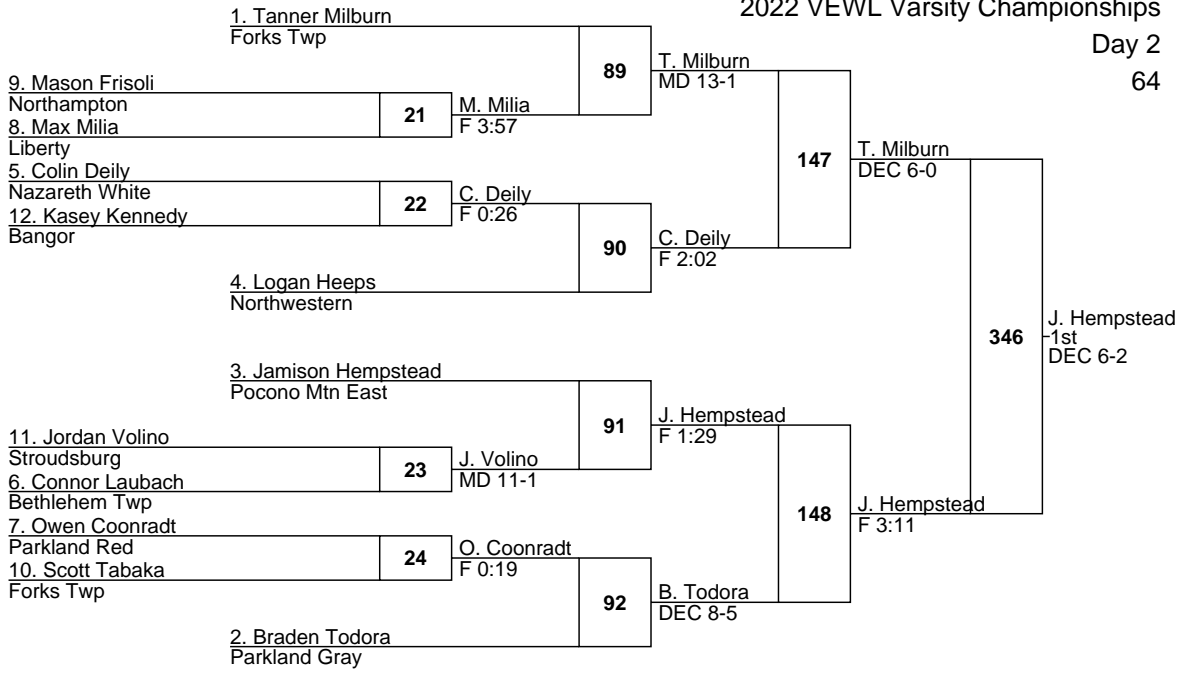 2022 VEWL Varsity Championships
Day 2
64
1. Tanner Milburn
Forks Twp
89
T. Milburn
MD 13-1
9. Mason Frisoli
Northampton
21
M. Milia
F 3:57
8. Max Milia
Liberty
147
T. Milburn
DEC 6-0
5. Colin Deily
Nazareth White
22
C. Deily
F 0:26
12. Kasey Kennedy
Bangor
90
C. Deily
F 2:02
4. Logan Heeps
Northwestern
346
J. Hempstead
1st
DEC 6-2
3. Jamison Hempstead
Pocono Mtn East
91
J. Hempstead
F 1:29
11. Jordan Volino
Stroudsburg
23
J. Volino
MD 11-1
6. Connor Laubach
Bethlehem Twp
148
J. Hempstead
F 3:11
7. Owen Coonradt
Parkland Red
24
O. Coonradt
F 0:19
10. Scott Tabaka
Forks Twp
92
B. Todora
DEC 8-5
2. Braden Todora
Parkland Gray